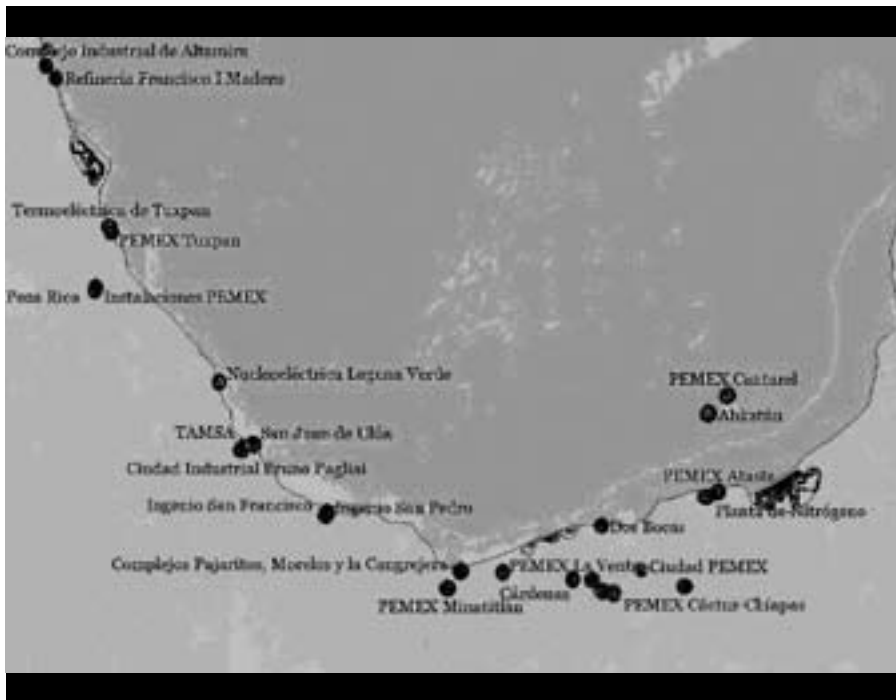 Complejo Industrial de Altamira
Refinería Francisco I Madero
Termoeléctrica de Tuxpan
PEMEX Tuxpan
Poza Rica
Instalaciones PEMEX
Nucleoeléctrica Laguna Verde
TAMSA
San Juan de Ulúa
Ciudad Industrial Bruno Pagliai
PEMEX Cantarel
Ahkatún
Ingenio San Francisco
Ingenio San Pedro
PEMEX Atasta
Planta de Nitrógeno
Dos Bocas
Complejos Pajaritos, Morelos y la Cangrejera
PEMEX La Venta
Ciudad PEMEX
Cárdenas
PEMEX Minatitlán
PEMEX Cáctus-Chiapas